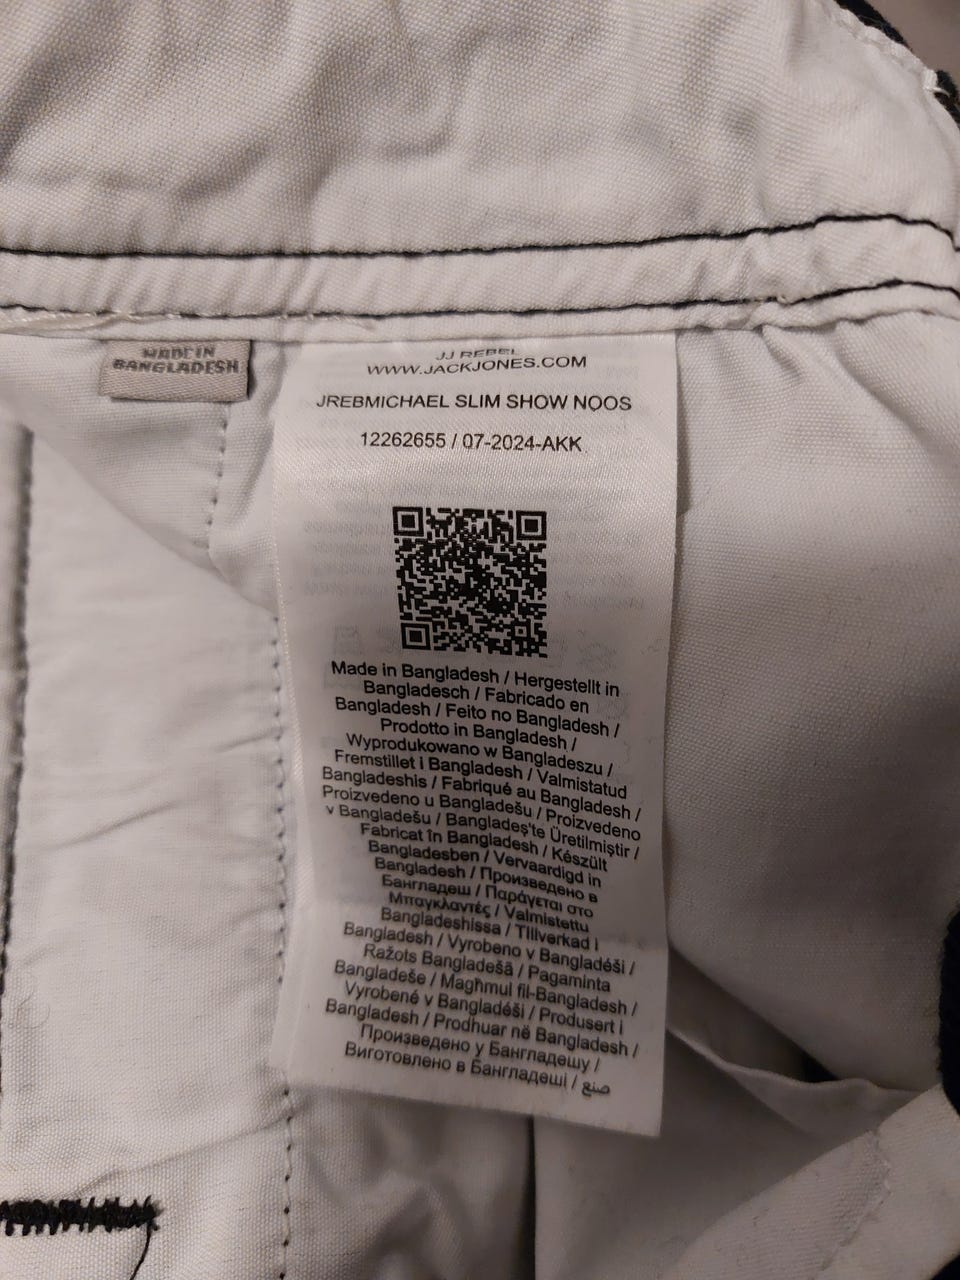 MADE IN
BANGLADESH
JJ REBEL
WWW.JACKJONES.COM
JREBMICHAEL SLIM SHOW NOOS
12262655 / 07-2024-AKK
Made in Bangladesh / Hergestellt in
Bangladesch / Fabricado en
Bangladesh / Feito no Bangladesh /
Prodotto in Bangladesh /
Wyprodukowano w Bangladeszu /
Fremstillet i Bangladesh / Valmistatud
Bangladeshis / Fabriqué au Bangladesh /
Proizvedeno u Bangladešu / Proizvedeno
v Bangladešu / Bangladeş'te Üretilmiştir /
Fabricat în Bangladesh / Készült
Bangladesben / Vervaardigd in
Bangladesh / Произведено в
Бангладеш / Παράγεται στο
Μπαγκλαντές / Valmistettu
Bangladeshissa / Tillverkad i
Bangladesh / Vyrobeno v Bangladéši /
Ražots Bangladešā / Pagaminta
Bangladeše / Magħmul fil-Bangladesh /
Vyrobené v Bangladéši / Produsert i
Bangladesh / Prodhuar në Bangladesh /
Произведено у Бангладешу /
Виготовлено в Бангладеші / صنع